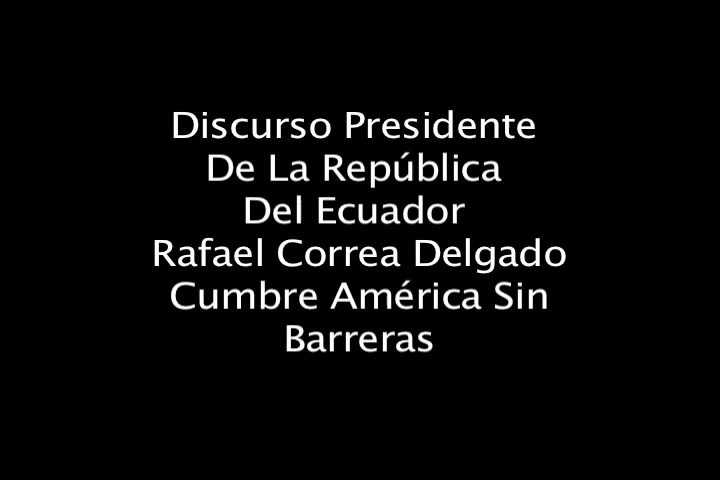 Discurso Presidente
De La República
Del Ecuador
Rafael Correa Delgado
Cumbre América Sin
Barreras